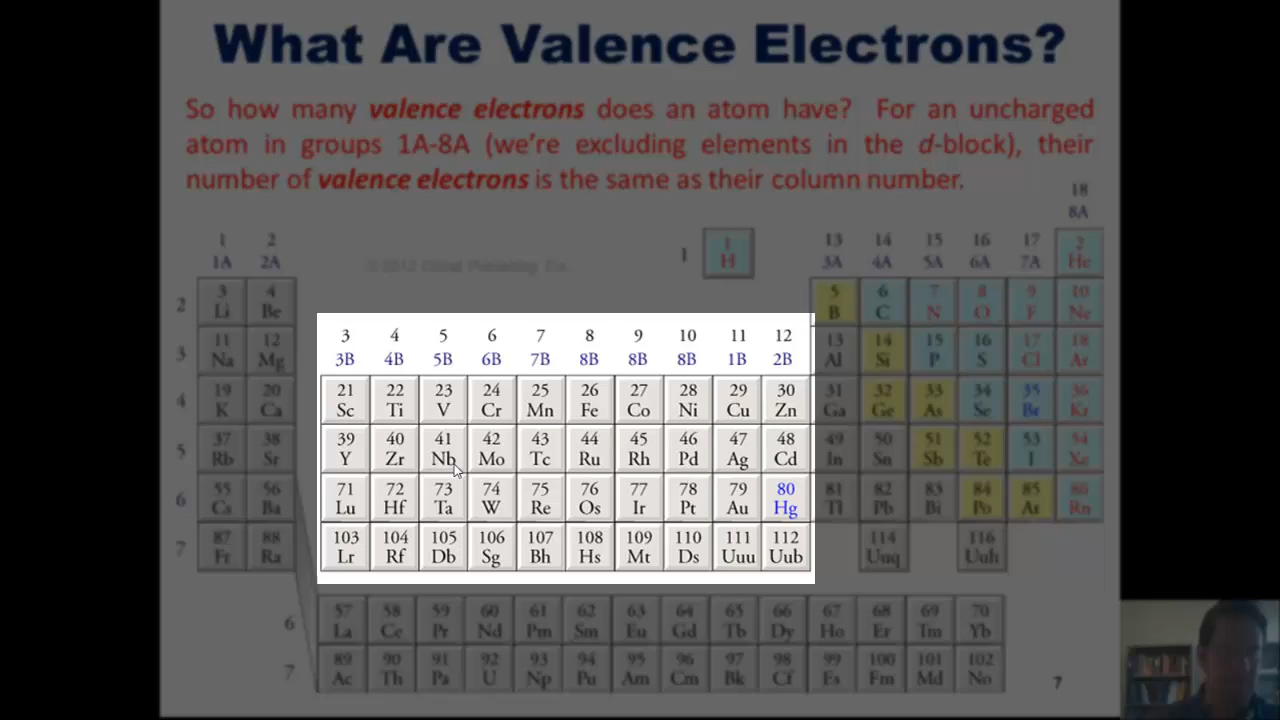 What Are Valence Electrons?
So how many valence electrons does an atom have? For an uncharged
atom in groups 1A-8A (we're excluding elements in the d-block), their
number of valence electrons is the same as their column number.
18
8A
1 2 1 1 13 14 15 16 17 2
1A 2A H 3A 4A 5A 6A 7A He
2 3 4 5 6 7 8 9 10
Li Be B C N O F Ne
3 4 5 6 7 8 9 10 11 12
3B 4B 5B 6B 7B 8B 8B 8B 1B 2B
3 11 12 13 14 15 16 17 18
Na Mg Al Si P S Cl Ar
4 19 20 21 22 23 24 25 26 27 28 29 30 31 32 33 34 35 36
K Ca Sc Ti V Cr Mn Fe Co Ni Cu Zn Ga Ge As Se Br Kr
5 37 38 39 40 41 42 43 44 45 46 47 48 49 50 51 52 53 54
Rb Sr Y Zr Nb Mo Tc Ru Rh Pd Ag Cd In Sn Sb Te I Xe
6 55 56 71 72 73 74 75 76 77 78 79 80 81 82 83 84 85 86
Cs Ba Lu Hf Ta W Re Os Ir Pt Au Hg Tl Pb Bi Po At Rn
7 87 88 103 104 105 106 107 108 109 110 111 112 114 116
Fr Ra Lr Rf Db Sg Bh Hs Mt Ds Uuu Uub Uuq Uuh
6 57 58 59 60 61 62 63 64 65 66 67 68 69 70
La Ce Pr Nd Pm Sm Eu Gd Tb Dy Ho Er Tm Yb
7 89 90 91 92 93 94 95 96 97 98 99 100 101 102
Ac Th Pa U Np Pu Am Cm Bk Cf Es Fm Md No
7